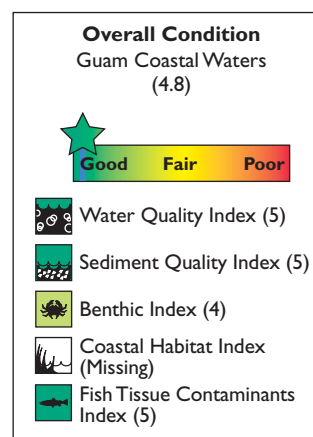 Overall Condition
Guam Coastal Waters
(4.8)
Good Fair Poor
Water Quality Index (5)
Sediment Quality Index (5)
Benthic Index (4)
Coastal Habitat Index
(Missing)
Fish Tissue Contaminants
Index (5)